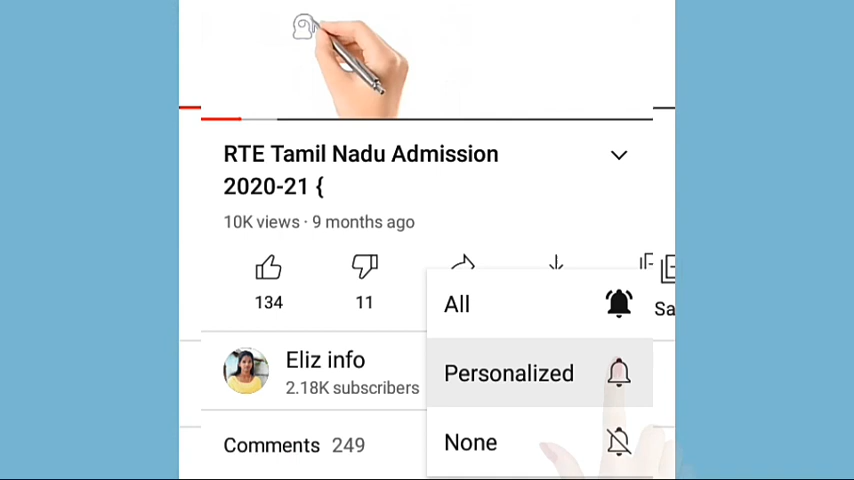 RTE Tamil Nadu Admission
2020-21 {
10K views · 9 months ago
134
11
Sa
All
Eliz info
2.18K subscribers
Personalized
Comments 249
None